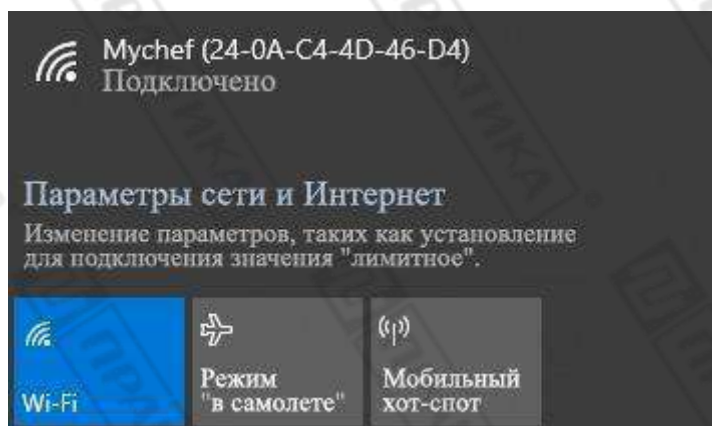 Mychef (24-0A-C4-4D-46-D4)
Подключено
Параметры сети и Интернет
Изменение параметров, таких как установление
для подключения значения "лимитное".
Wi-Fi
Режим
"в самолете"
Мобильный
хот-спот